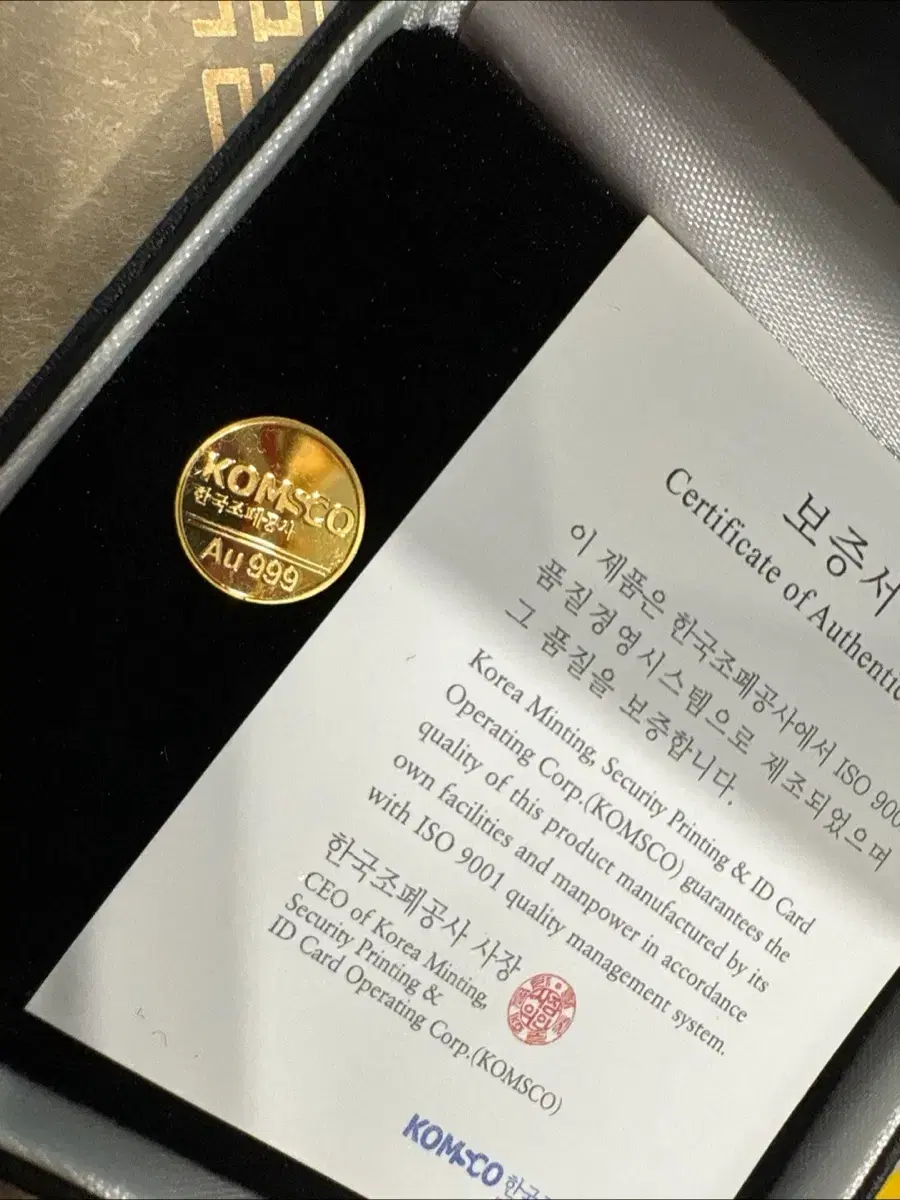 KOMSCO
한국조폐공사
Au 999
보증서
Certificate of
이 제품은 한국조폐공사에서 ISO
품질경영시스템으로 제조되었으며
그 품질을 보증합니다.
Korea Minting, Security Printing & ID Card
Operating Corp.(KOMSCO) guarantees the
quality of this product manufactured by its
own facilities and manpower in accordance
with ISO 9001 quality management system.
한국조폐공사 사장
CEO of Korea Minting,
Security Printing &
ID Card Operating Corp.(KOMSCO)
KOMSCO